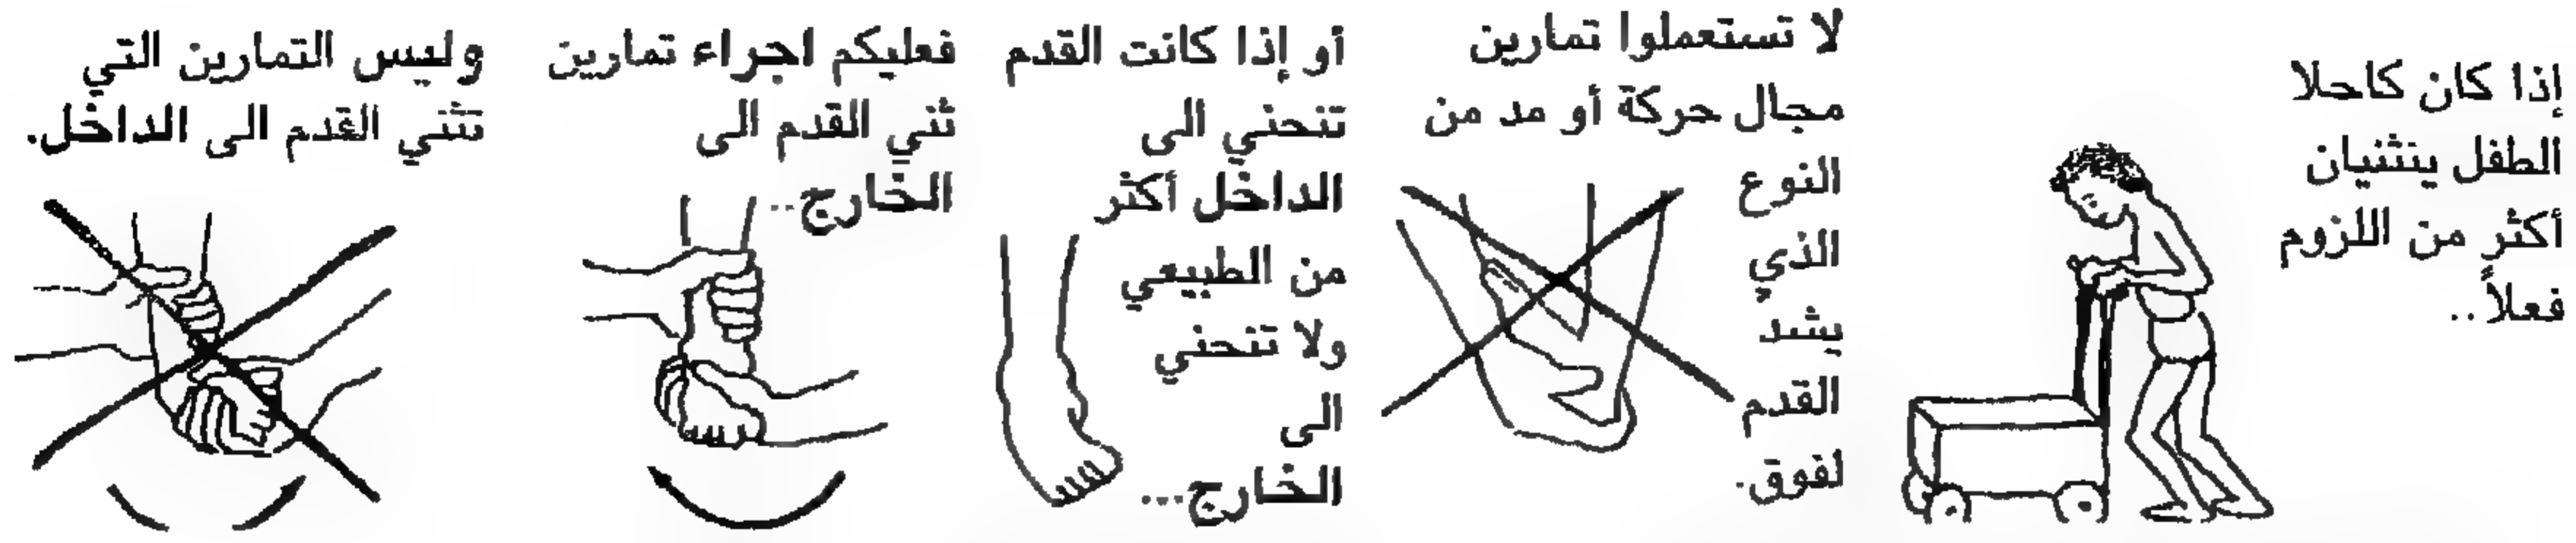 إذا كان كاحلا
الطفل ينثنيان
أكثر من اللزوم
فعلاً..
لا تستعملوا تمارين
مجال حركة أو مد من
النوع
الذي
يشد
القدم
لفوق.
أو إذا كانت القدم
تنحني الى
الداخل أكثر
من الطبيعي
ولا تنحني
الى
الخارج...
فعليكم اجراء تمارين
ثني القدم الى
الخارج..
وليس التمارين التي
تثني القدم الى الداخل.